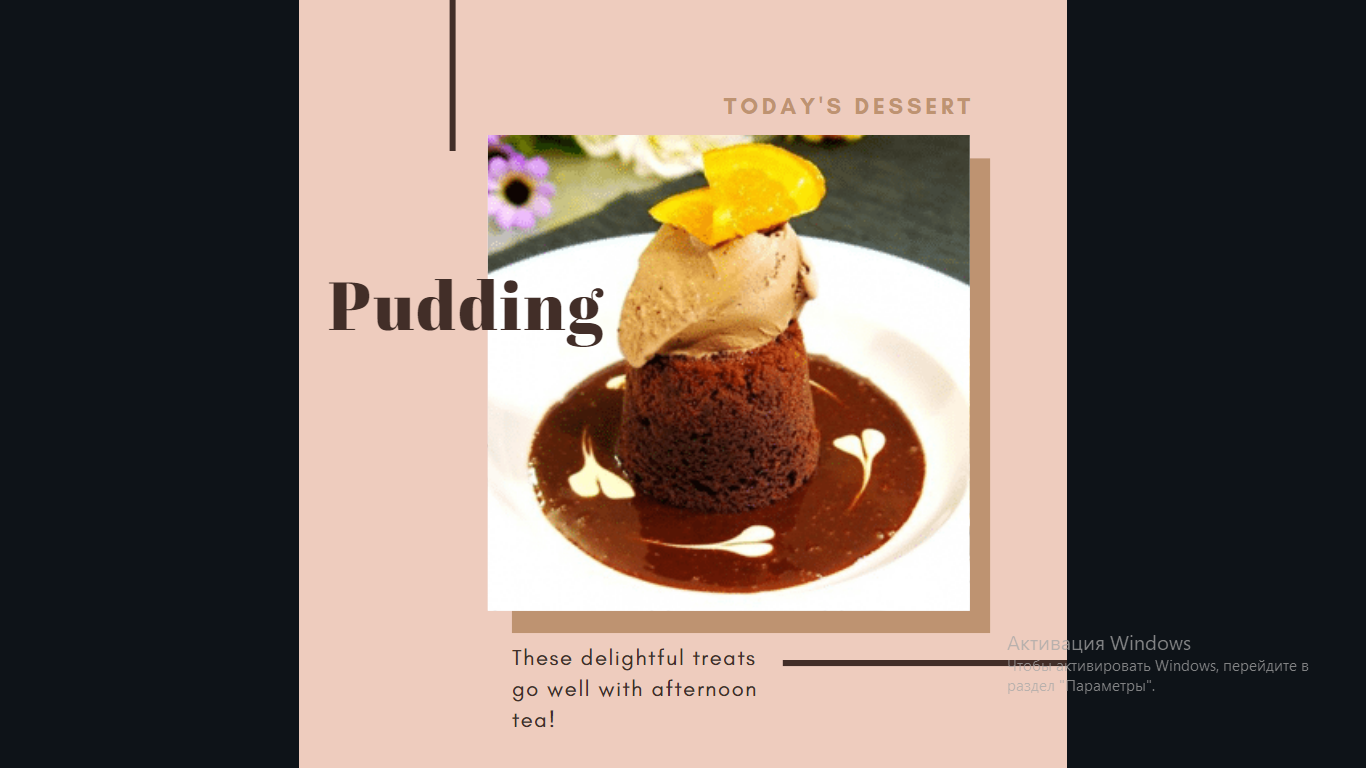 TODAY'S DESSERT
Pudding
These delightful treats
go well with afternoon
tea!
Активация Windows
Чтобы активировать Windows, перейдите в
раздел "Параметры".